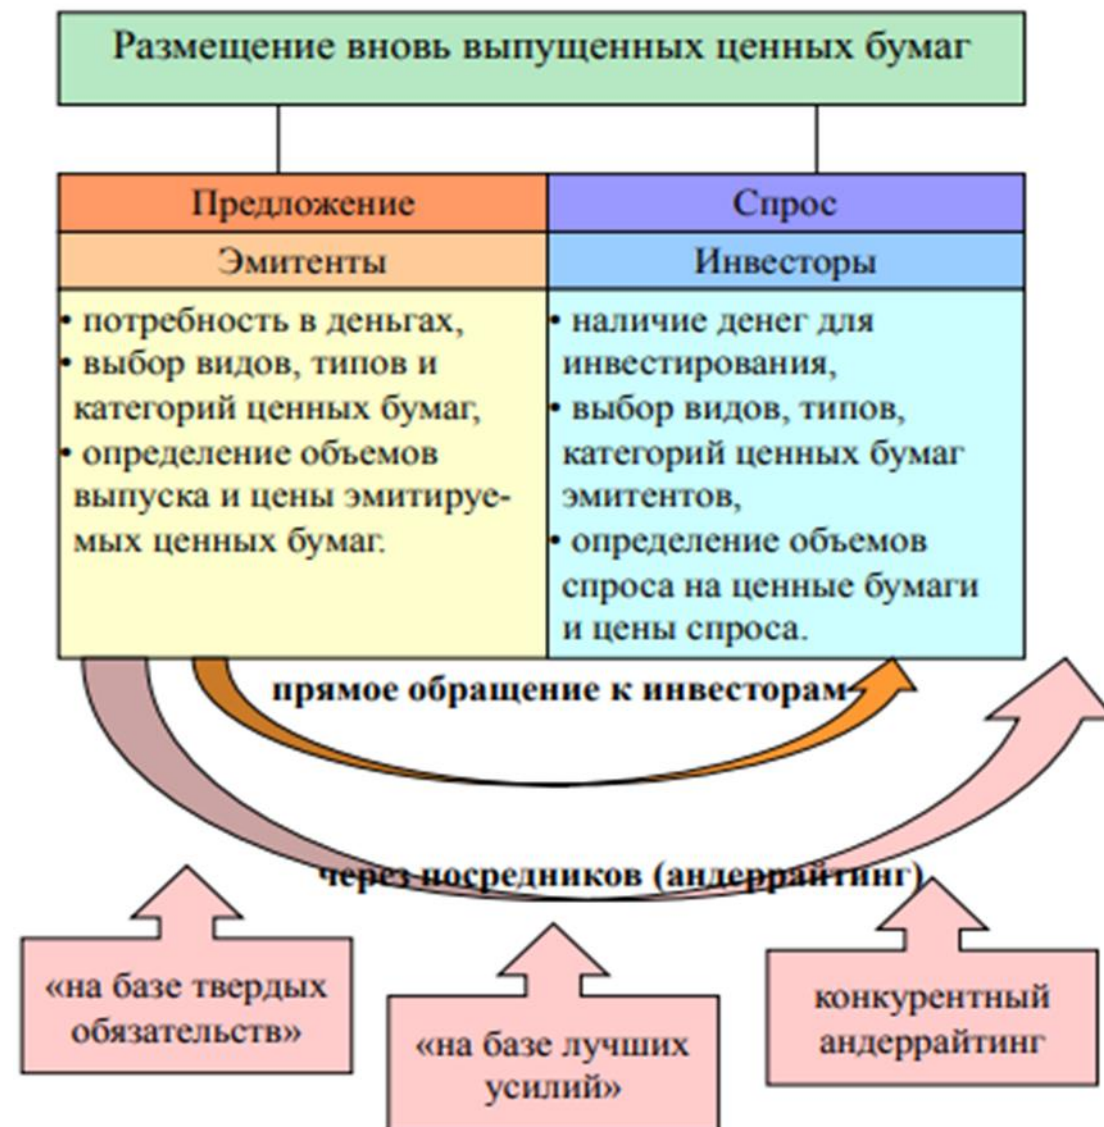 Размещение вновь выпущенных ценных бумаг
Предложение
Спрос
Эмитенты
Инвесторы
• потребность в деньгах,
• выбор видов, типов и
категорий ценных бумаг,
• определение объемов
выпуска и цены эмитируе-
мых ценных бумаг.
• наличие денег для
инвестирования,
• выбор видов, типов,
категорий ценных бумаг
эмитентов,
• определение объемов
спроса на ценные бумаги
и цены спроса.
прямое обращение к инвесторам
через посредников (андеррайтинг)
«на базе твердых
обязательств»
«на базе лучших
усилий»
конкурентный
андеррайтинг